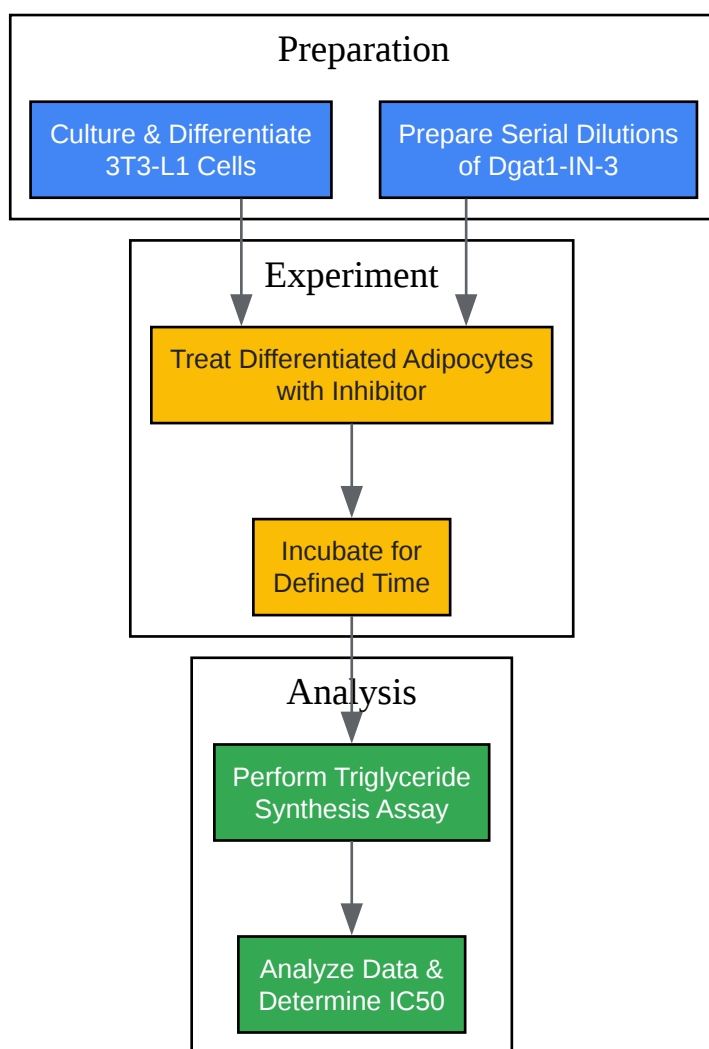 Preparation
Culture & Differentiate
3T3-L1 Cells
Prepare Serial Dilutions
of Dgat1-IN-3
Experiment
Treat Differentiated Adipocytes
with Inhibitor
Incubate for
Defined Time
Analysis
Perform Triglyceride
Synthesis Assay
Analyze Data &
Determine IC50